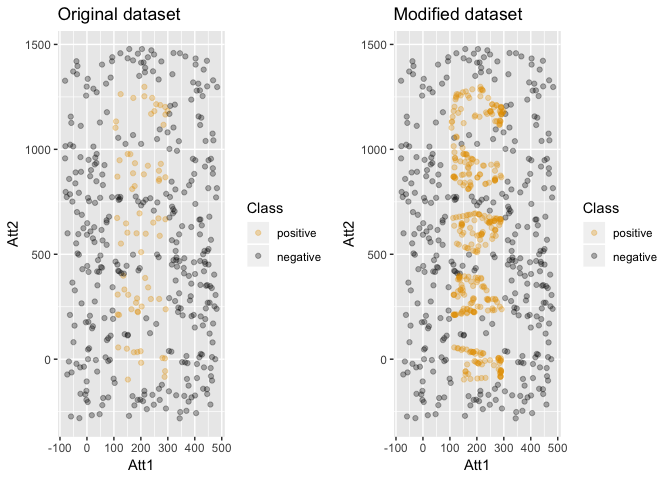 Original dataset
1500
1000
500
0
Att2
-100 0 100 200 300 400 500
Att1
Class
positive
negative
Modified dataset
1500
1000
500
0
Att2
-100 0 100 200 300 400 500
Att1
Class
positive
negative